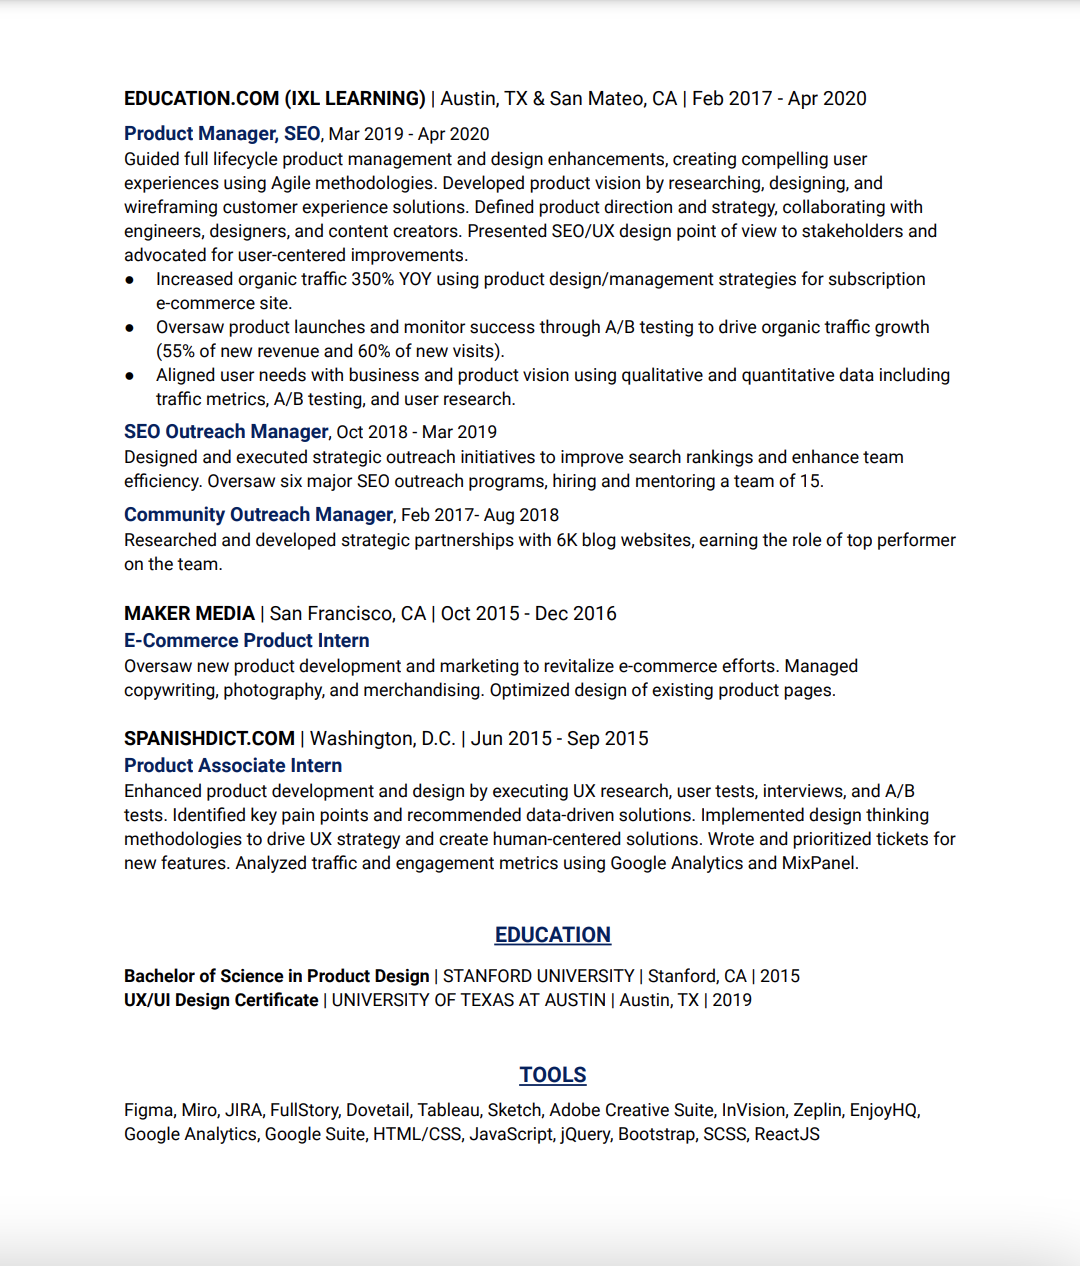 EDUCATION.COM (IXL LEARNING) | Austin, TX & San Mateo, CA | Feb 2017 - Apr 2020
Product Manager, SEO, Mar 2019 - Apr 2020
Guided full lifecycle product management and design enhancements, creating compelling user
experiences using Agile methodologies. Developed product vision by researching, designing, and
wireframing customer experience solutions. Defined product direction and strategy, collaborating with
engineers, designers, and content creators. Presented SEO/UX design point of view to stakeholders and
advocated for user-centered improvements.
● Increased organic traffic 350% YOY using product design/management strategies for subscription
e-commerce site.
● Oversaw product launches and monitor success through A/B testing to drive organic traffic growth
(55% of new revenue and 60% of new visits).
● Aligned user needs with business and product vision using qualitative and quantitative data including
traffic metrics, A/B testing, and user research.
SEO Outreach Manager, Oct 2018 - Mar 2019
Designed and executed strategic outreach initiatives to improve search rankings and enhance team
efficiency. Oversaw six major SEO outreach programs, hiring and mentoring a team of 15.
Community Outreach Manager, Feb 2017- Aug 2018
Researched and developed strategic partnerships with 6K blog websites, earning the role of top performer
on the team.
MAKER MEDIA | San Francisco, CA | Oct 2015 - Dec 2016
E-Commerce Product Intern
Oversaw new product development and marketing to revitalize e-commerce efforts. Managed
copywriting, photography, and merchandising. Optimized design of existing product pages.
SPANISHDICT.COM | Washington, D.C. | Jun 2015 - Sep 2015
Product Associate Intern
Enhanced product development and design by executing UX research, user tests, interviews, and A/B
tests. Identified key pain points and recommended data-driven solutions. Implemented design thinking
methodologies to drive UX strategy and create human-centered solutions. Wrote and prioritized tickets for
new features. Analyzed traffic and engagement metrics using Google Analytics and MixPanel.
EDUCATION
Bachelor of Science in Product Design | STANFORD UNIVERSITY | Stanford, CA | 2015
UX/UI Design Certificate | UNIVERSITY OF TEXAS AT AUSTIN | Austin, TX | 2019
TOOLS
Figma, Miro, JIRA, FullStory, Dovetail, Tableau, Sketch, Adobe Creative Suite, InVision, Zeplin, EnjoyHQ,
Google Analytics, Google Suite, HTML/CSS, JavaScript, jQuery, Bootstrap, SCSS, ReactJS